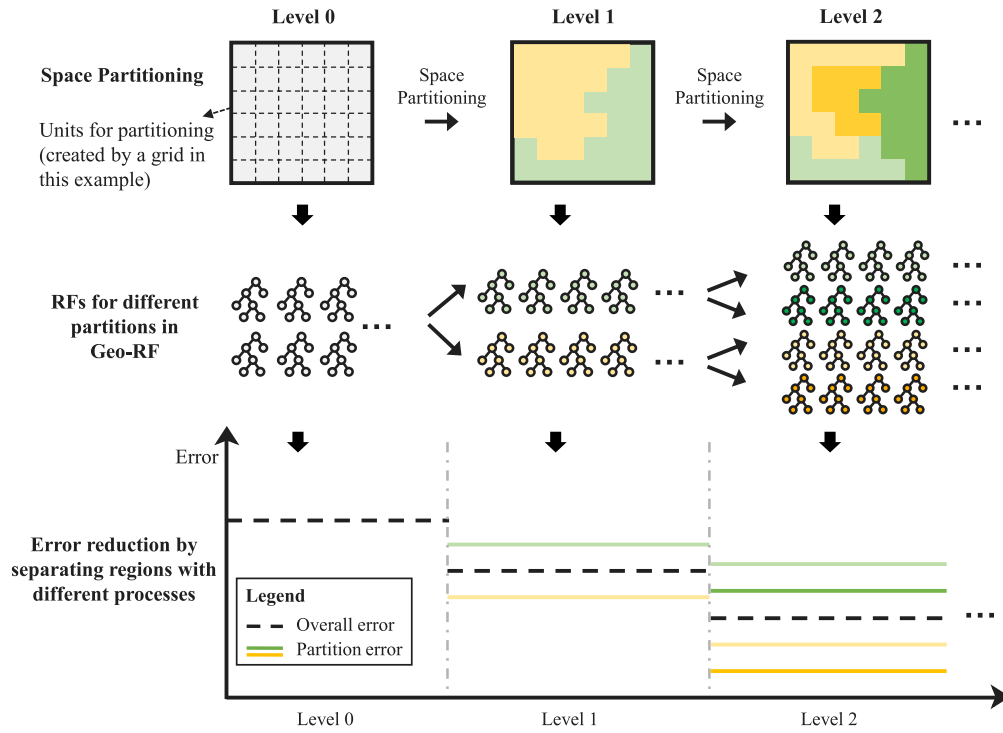 Level 0
Level 1
Level 2
Space Partitioning
Space
Partitioning
Space
Partitioning
Units for partitioning
(created by a grid in
this example)
...
RFs for different
partitions in
Geo-RF
...
...
...
...
...
...
...
Error
Error reduction by
separating regions with
different processes
Legend
Overall error
Partition error
...
Level 0
Level 1
Level 2